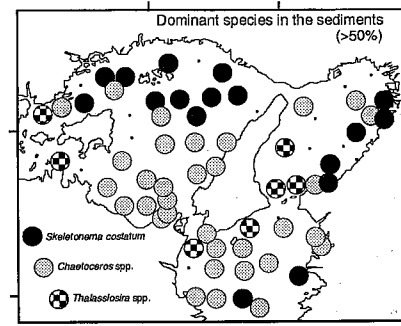 Dominant species in the sediments
(>50%)
Skeletonema costatum
Chaetoceros spp.
Thalassiosira spp.